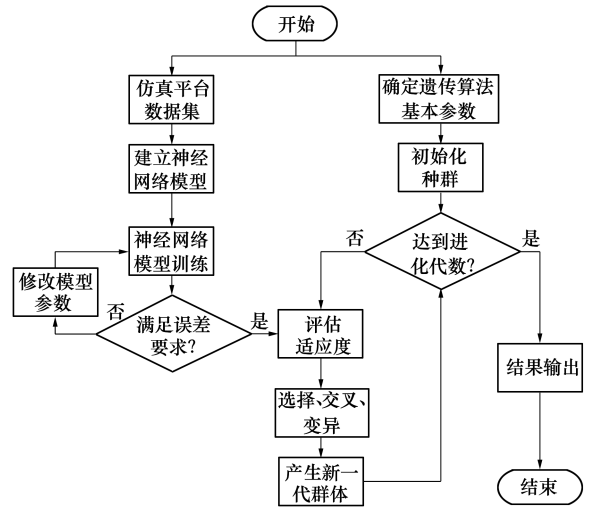 开始
仿真平台
数据集
确定遗传算法
基本参数
建立神经
网络模型
初始化
种群
神经网络
模型训练
否
达到进
化代数?
是
修改模型
参数
否
满足误差
要求?
是
评估
适应度
结果输出
选择、交叉、
变异
产生新一
代群体
结束